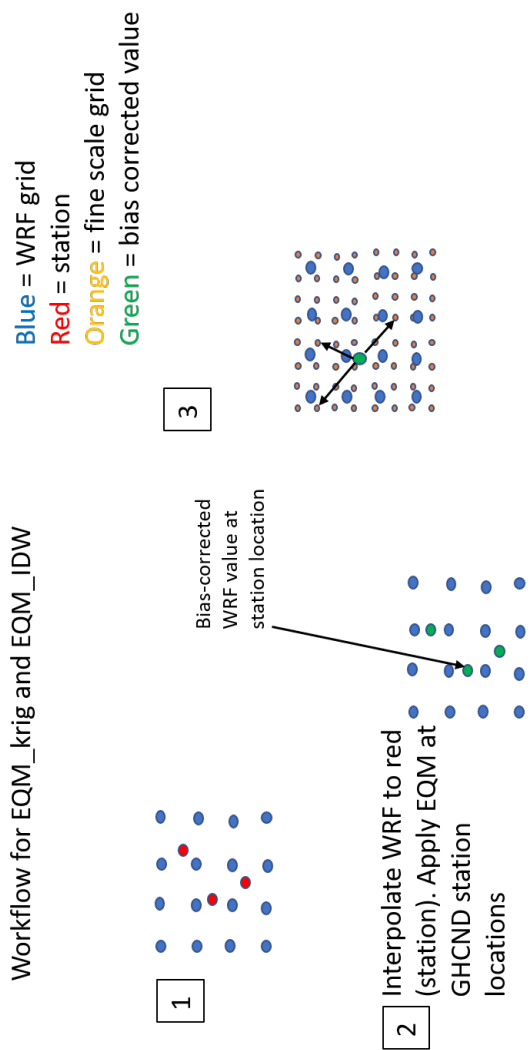 Workflow for EQM_krig and EQM_IDW
Blue = WRF grid
Red = station
Orange = fine scale grid
Green = bias corrected value
1
2
Interpolate WRF to red
(station). Apply EQM at
GHCND station
locations
Bias-corrected
WRF value at
station location
3